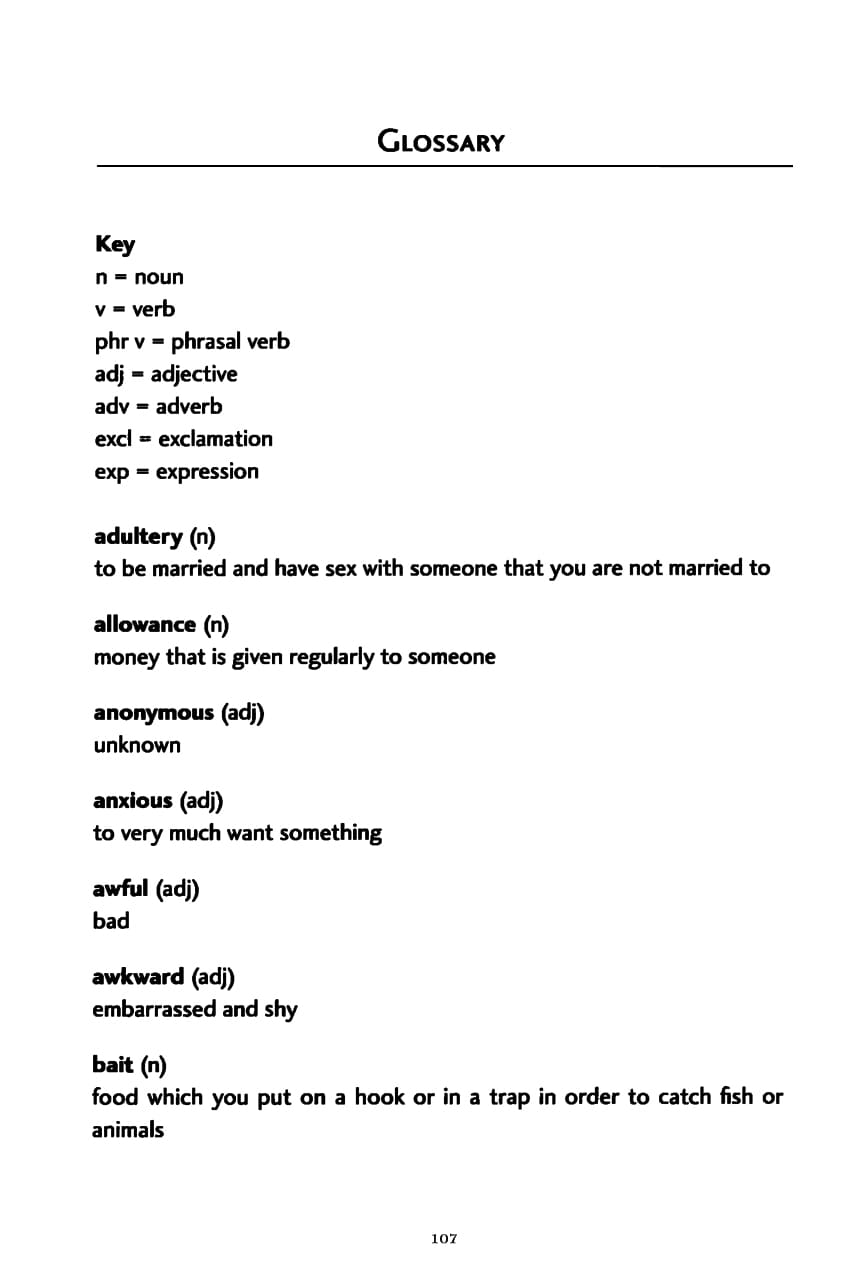 GLOSSARY
Key
n = noun
v = verb
phr v = phrasal verb
adj = adjective
adv = adverb
excl = exclamation
exp = expression
adultery (n)
to be married and have sex with someone that you are not married to
allowance (n)
money that is given regularly to someone
anonymous (adj)
unknown
anxious (adj)
to very much want something
awful (adj)
bad
awkward (adj)
embarrassed and shy
bait (n)
food which you put on a hook or in a trap in order to catch fish or
animals
107